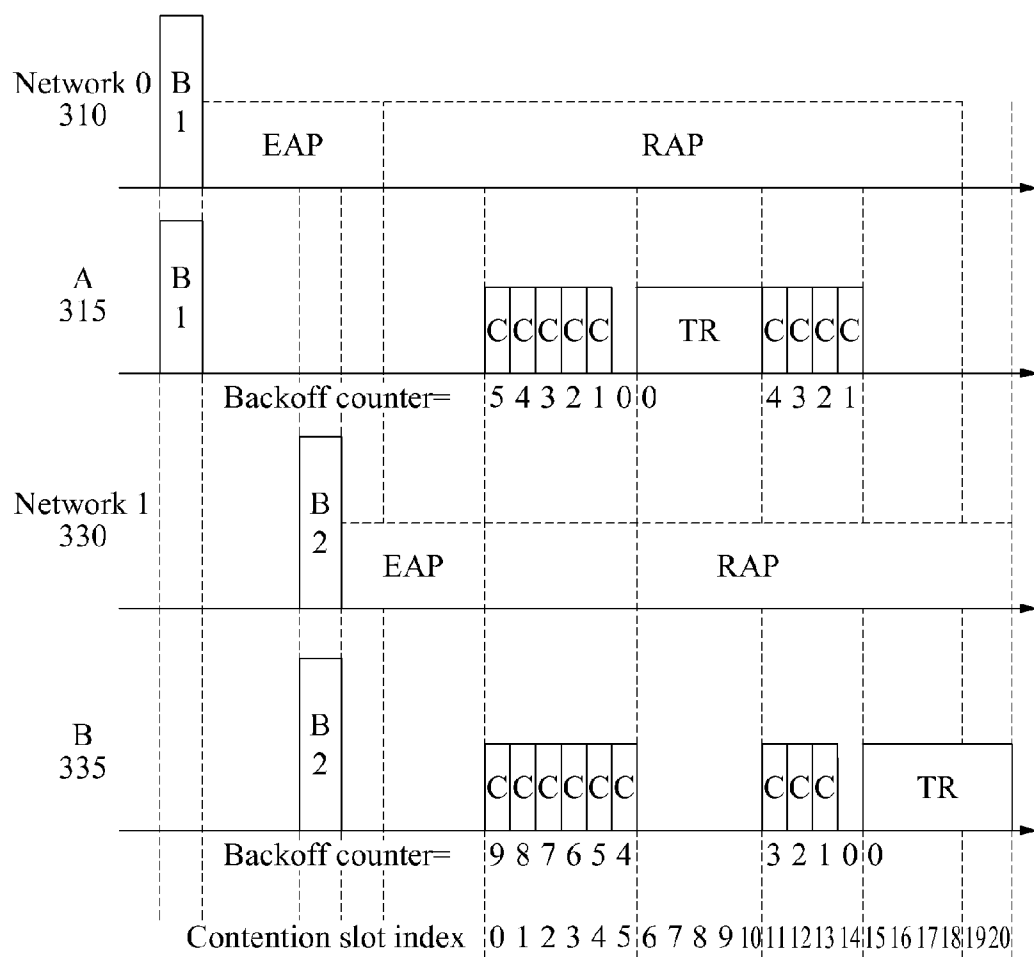 Network 0
310
B
1
EAP
RAP
A
315
B
1
C C C C C
TR
C C C C
Backoff counter= 5 4 3 2 1 0 0 4 3 2 1
Network 1
330
B
2
EAP
RAP
B
335
B
2
C C C C C C
C C C
TR
Backoff counter= 9 8 7 6 5 4 3 2 1 0 0
Contention slot index 0 1 2 3 4 5 6 7 8 9 10 11 12 13 14 15 16 17 18 19 20